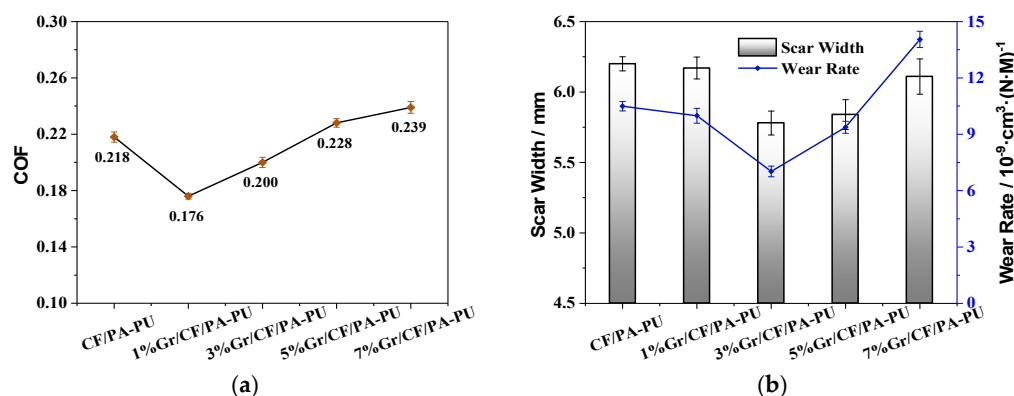 0.30
0.26
0.22
0.18
0.14
0.10
COF
0.218
0.176
0.200
0.228
0.239
CF/PA-PU
1%Gr/CF/PA-PU
3%Gr/CF/PA-PU
5%Gr/CF/PA-PU
7%Gr/CF/PA-PU
(a)
6.5
6.0
5.5
5.0
4.5
Scar Width / mm
Scar Width
Wear Rate
15
12
9
6
3
0
Wear Rate / 10⁻⁹·cm³·(N·M)⁻¹
CF/PA-PU
1%Gr/CF/PA-PU
3%Gr/CF/PA-PU
5%Gr/CF/PA-PU
7%Gr/CF/PA-PU
(b)